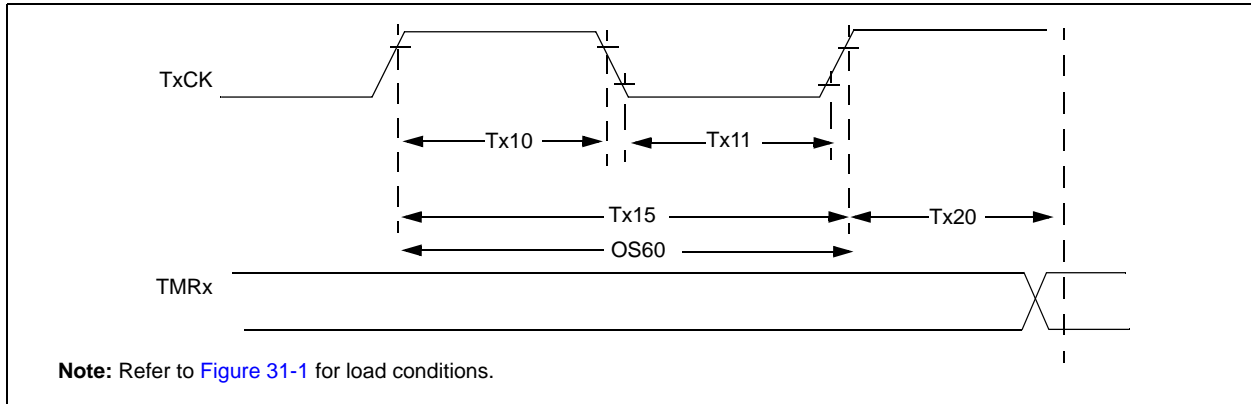 TxCK
Tx10
Tx11
Tx15
Tx20
OS60
TMRx
Note: Refer to Figure 31-1 for load conditions.